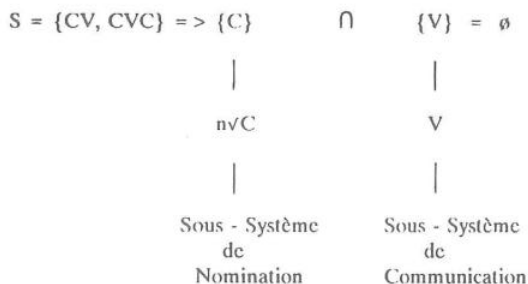 S = {CV, CVC} = > {C} ∩ {V} = ø
n√C V
Sous - Système Sous - Système
de de
Nomination Communication